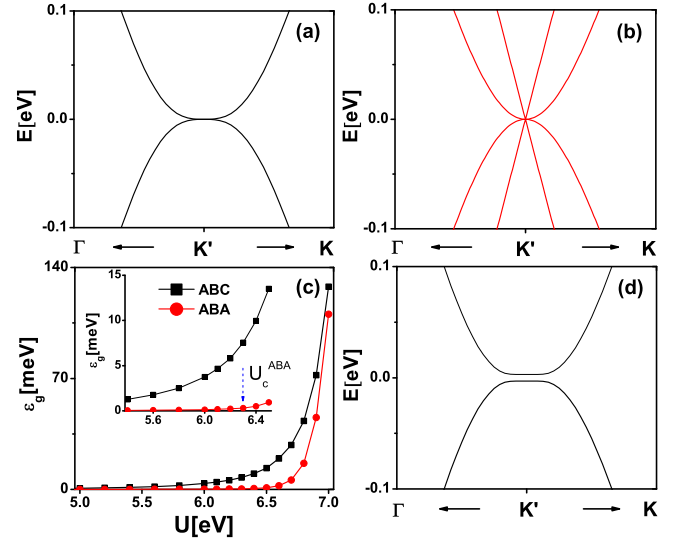 0.1
(a)
E[eV]
0.0
-0.1
Γ
K'
K
0.1
(b)
E[eV]
0.0
-0.1
Γ
K'
K
140
(c)
εg[meV]
70
0
5.0 5.5 6.0 6.5 7.0
U[eV]
15
ABC
ABA
εg[meV]
10
5
0
5.6 6.0 6.4
Uc ABA
0.1
(d)
E[eV]
0.0
-0.1
Γ
K'
K